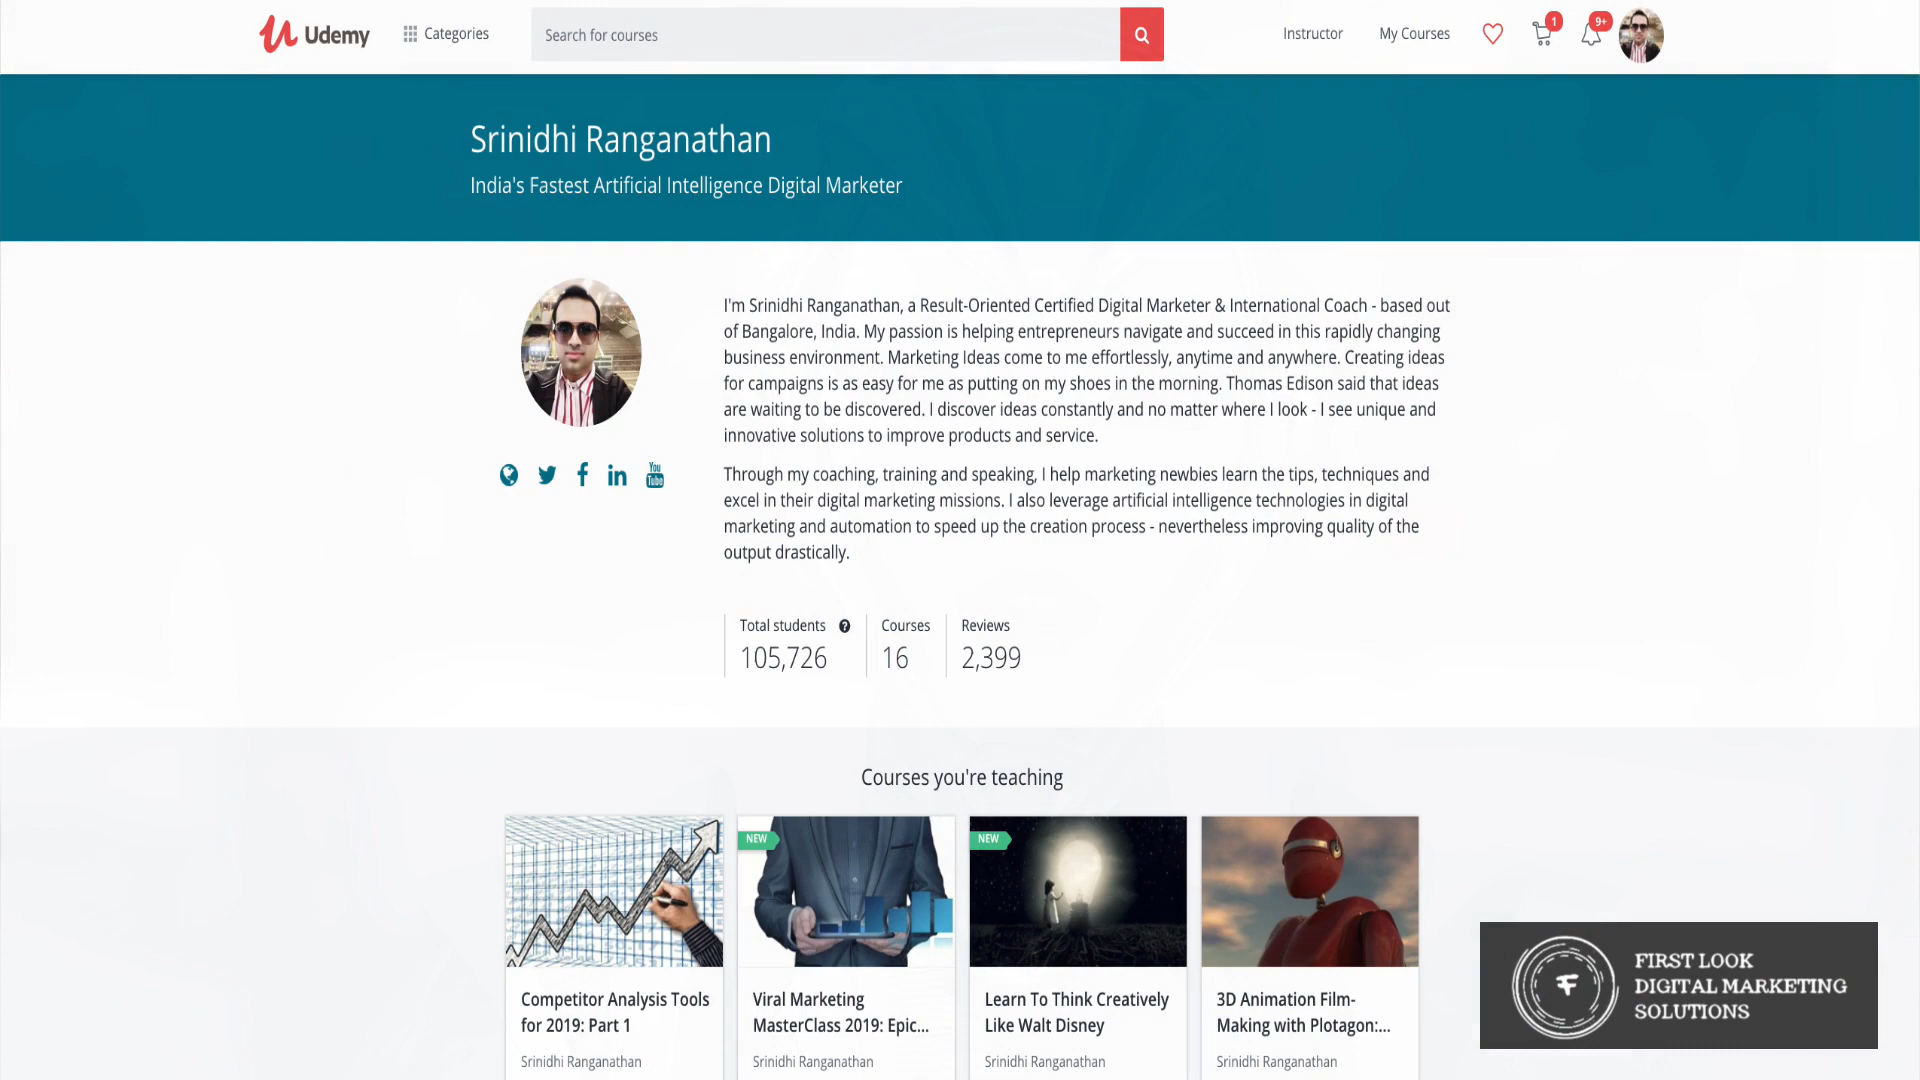 Udemy
Categories
Search for courses
Instructor
My Courses
1
9+
Srinidhi Ranganathan
India's Fastest Artificial Intelligence Digital Marketer
I'm Srinidhi Ranganathan, a Result-Oriented Certified Digital Marketer & International Coach - based out
of Bangalore, India. My passion is helping entrepreneurs navigate and succeed in this rapidly changing
business environment. Marketing Ideas come to me effortlessly, anytime and anywhere. Creating ideas
for campaigns is as easy for me as putting on my shoes in the morning. Thomas Edison said that ideas
are waiting to be discovered. I discover ideas constantly and no matter where I look - I see unique and
innovative solutions to improve products and service.
You
Tube
Through my coaching, training and speaking, I help marketing newbies learn the tips, techniques and
excel in their digital marketing missions. I also leverage artificial intelligence technologies in digital
marketing and automation to speed up the creation process - nevertheless improving quality of the
output drastically.
Total students
105,726
Courses
16
Reviews
2,399
Courses you're teaching
Competitor Analysis Tools
for 2019: Part 1
Srinidhi Ranganathan
NEW
Viral Marketing
MasterClass 2019: Epic...
Srinidhi Ranganathan
NEW
Learn To Think Creatively
Like Walt Disney
Srinidhi Ranganathan
3D Animation Film-
Making with Plotagon:...
Srinidhi Ranganathan
FIRST LOOK
DIGITAL MARKETING
SOLUTIONS